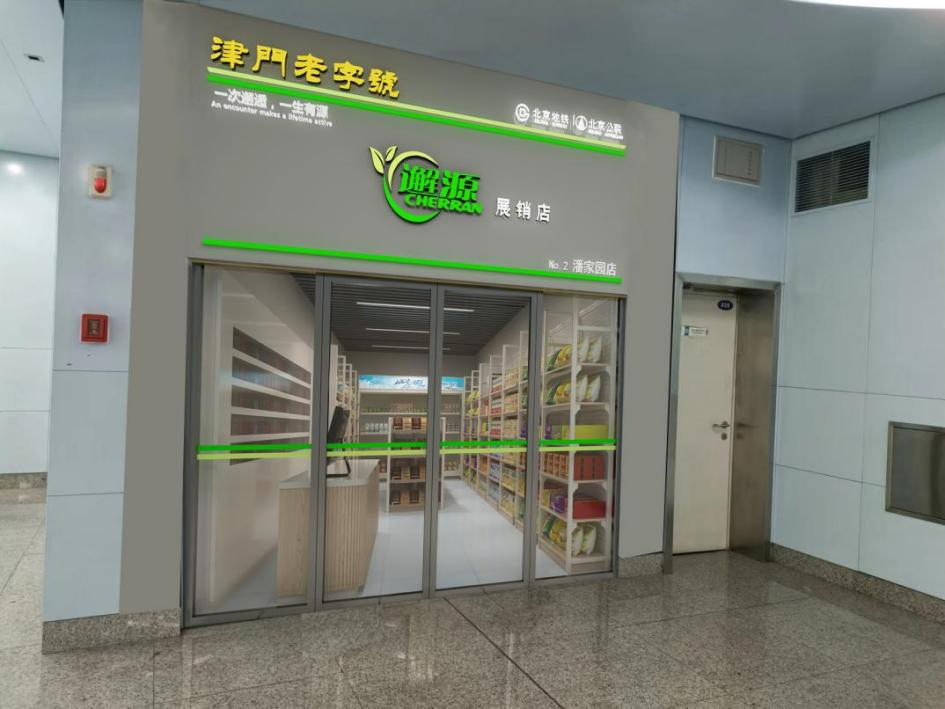 津門老字號
一次邂逅，一生有源
An encounter makes a lifetime active
北京地铁
北京公联
邂源
CHERRAN
展销店
No.2 潘家园店